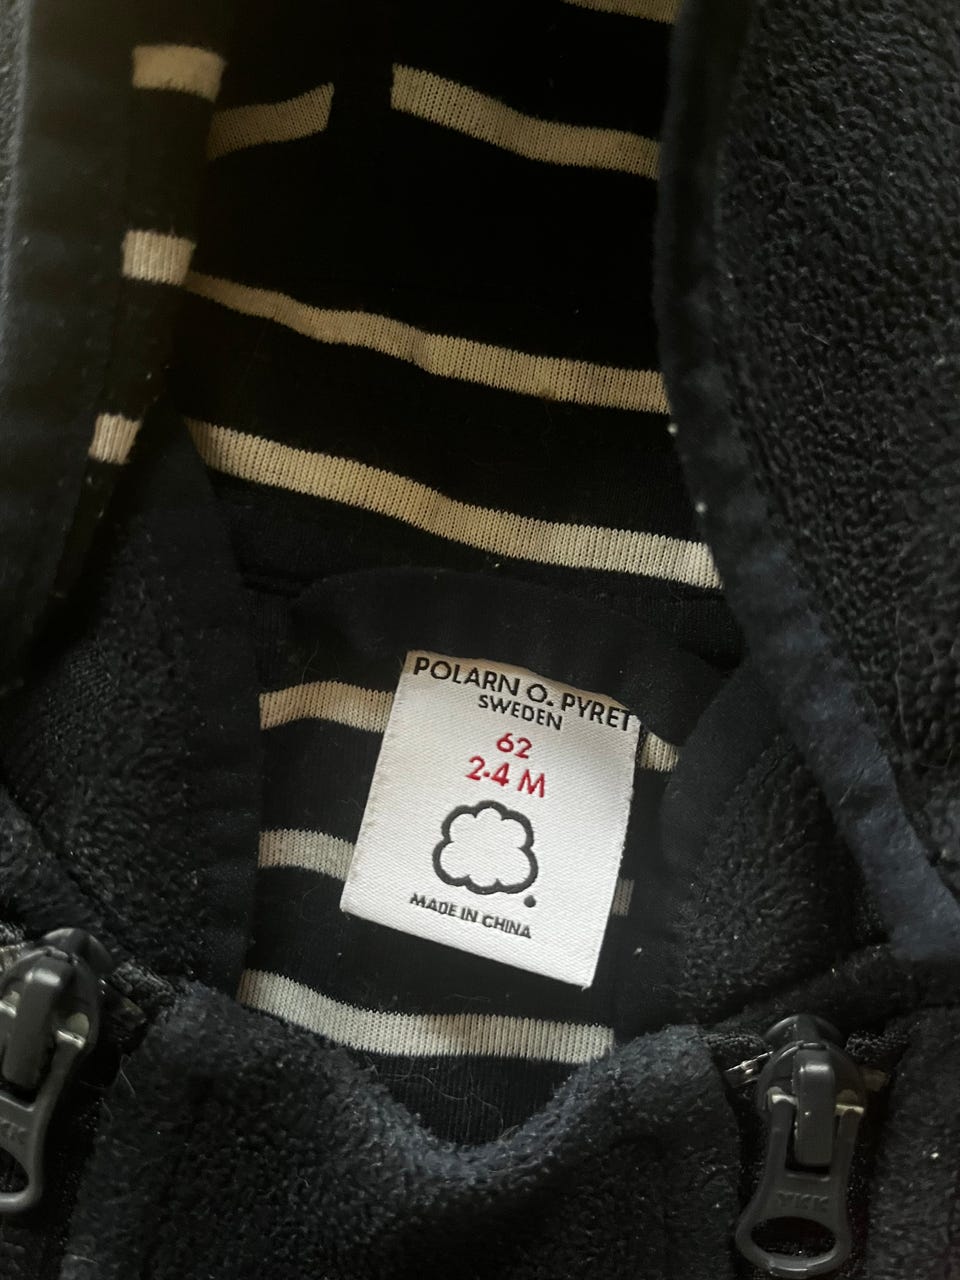 POLARN O. PYRET
SWEDEN
62
2-4 M
MADE IN CHINA